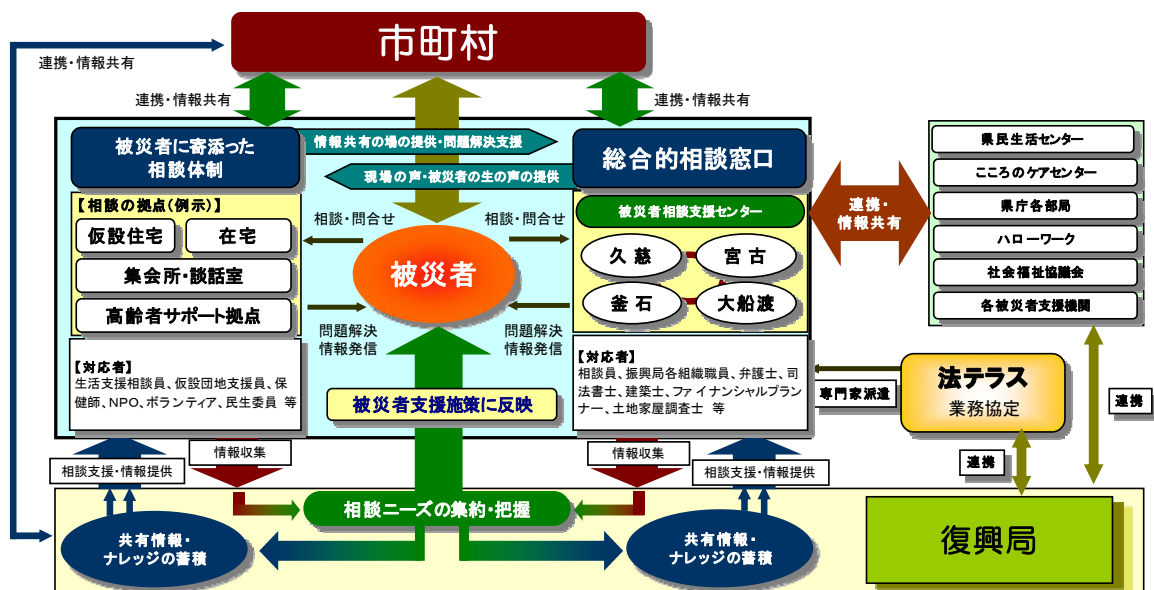 市町村
連携・情報共有
連携・情報共有
連携・情報共有
被災者に寄添った
相談体制
情報共有の場の提供・問題解決支援
現場の声・被災者の生の声の提供
総合的相談窓口
【相談の拠点(例示)】
仮設住宅
在宅
集会所・談話室
高齢者サポート拠点
相談・問合せ
相談・問合せ
被災者
問題解決
情報発信
問題解決
情報発信
被災者相談支援センター
久慈
宮古
釜石
大船渡
連携・
情報共有
県民生活センター
こころのケアセンター
県庁各部局
ハローワーク
社会福祉協議会
各被災者支援機関
【対応者】
生活支援相談員、仮設団地支援員、保
健師、NPO、ボランティア、民生委員 等
被災者支援施策に反映
【対応者】
相談員、振興局各組織職員、弁護士、司
法書士、建築士、ファイナンシャルプラン
ナー、土地家屋調査士 等
専門家派遣
法テラス
業務協定
連携
連携
相談支援・情報提供
情報収集
情報収集
相談支援・情報提供
相談ニーズの集約・把握
共有情報・
ナレッジの蓄積
共有情報・
ナレッジの蓄積
復興局